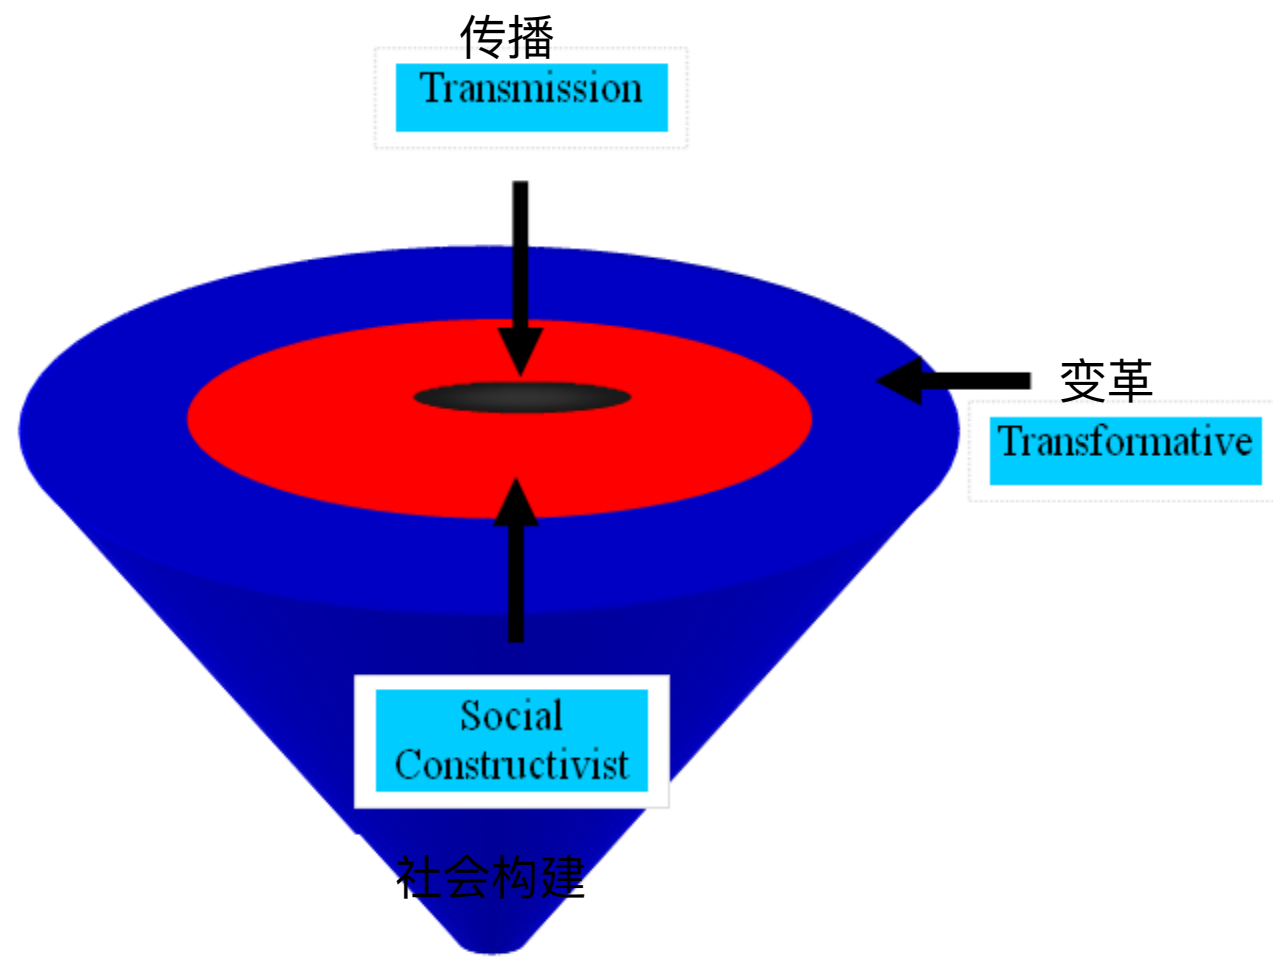 传播
Transmission
变革
Transformative
Social
Constructivist
社会构建